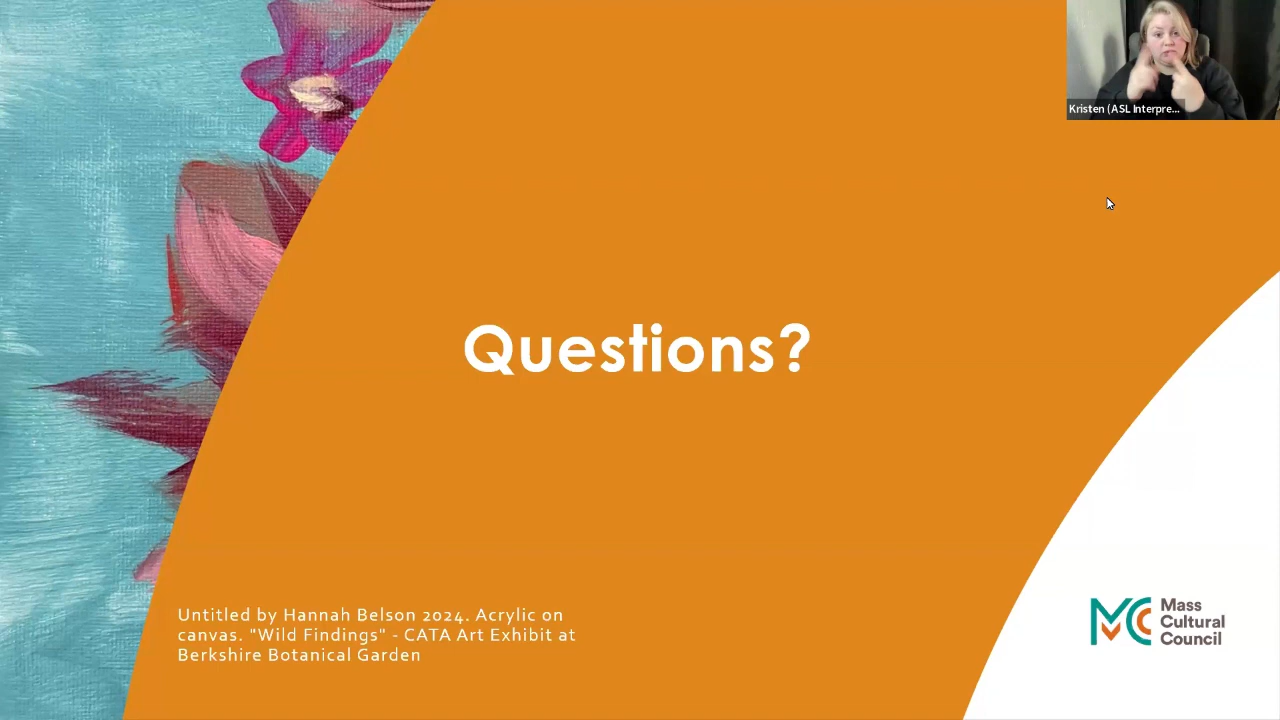 Kristen (ASL Interpre...
Questions?
Untitled by Hannah Belson 2024. Acrylic on
canvas. "Wild Findings" - CATA Art Exhibit at
Berkshire Botanical Garden
MCC
Mass
Cultural
Council